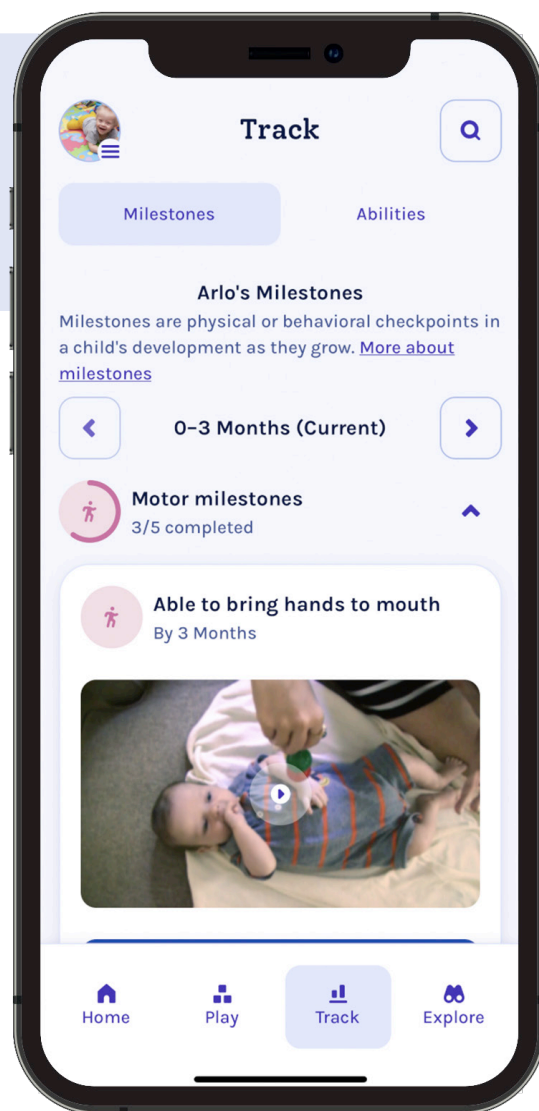 Track
Milestones
Abilities
Arlo's Milestones
Milestones are physical or behavioral checkpoints in
a child's development as they grow. More about
milestones
0–3 Months (Current)
Motor milestones
3/5 completed
Able to bring hands to mouth
By 3 Months
Home
Play
Track
Explore